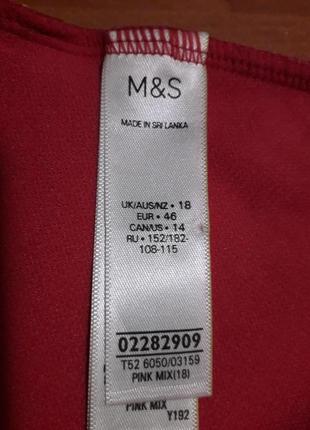 M&S
MADE IN SRI LANKA
UK/AUS/NZ • 18
EUR • 46
CAN/US • 14
RU • 152/182-
108-115
02282909
T52 6050/03159
PINK MIX(18)
PINK MIX
Y192